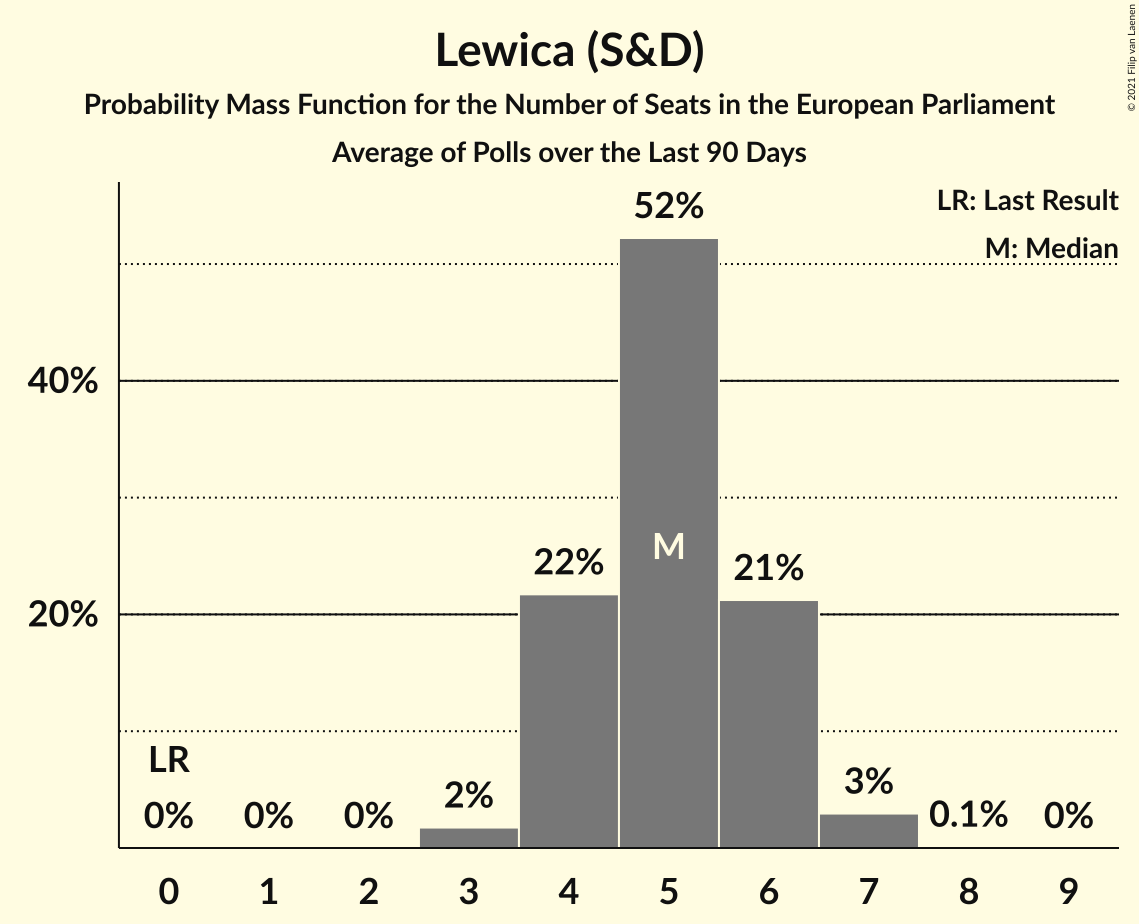 Lewica (S&D)
Probability Mass Function for the Number of Seats in the European Parliament
Average of Polls over the Last 90 Days
© 2021 Filip van Laenen
LR: Last Result
M: Median
52%
40%
22%
M
21%
20%
LR
0%
0%
0%
2%
3%
0.1%
0%
0 1 2 3 4 5 6 7 8 9